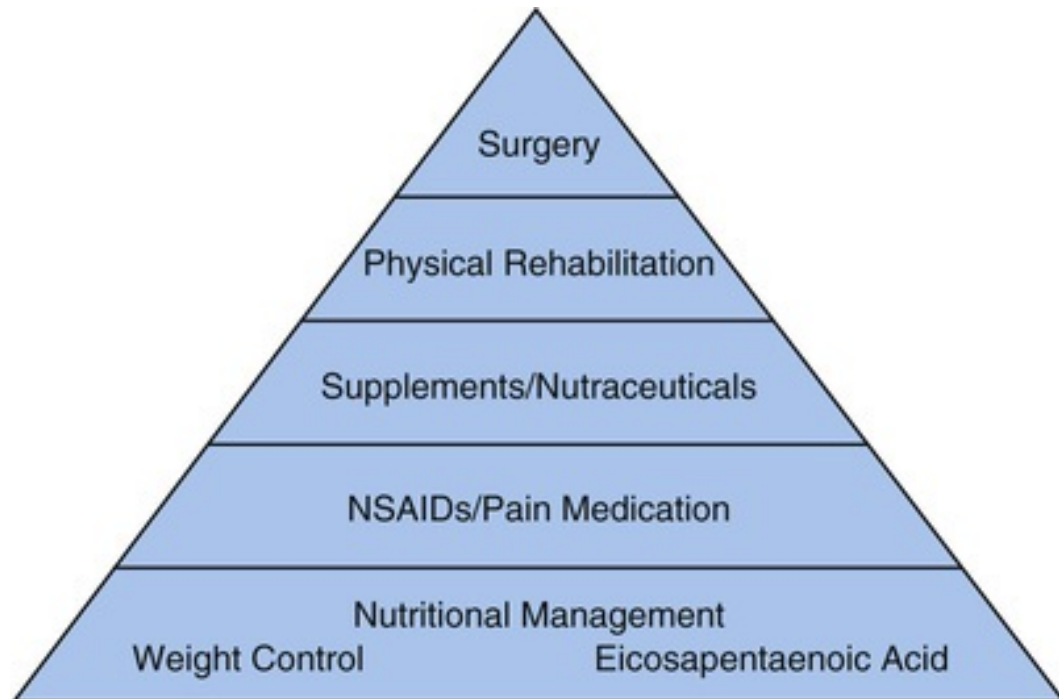 Surgery
Physical Rehabilitation
Supplements/Nutraceuticals
NSAIDs/Pain Medication
Nutritional Management
Weight Control Eicosapentaenoic Acid